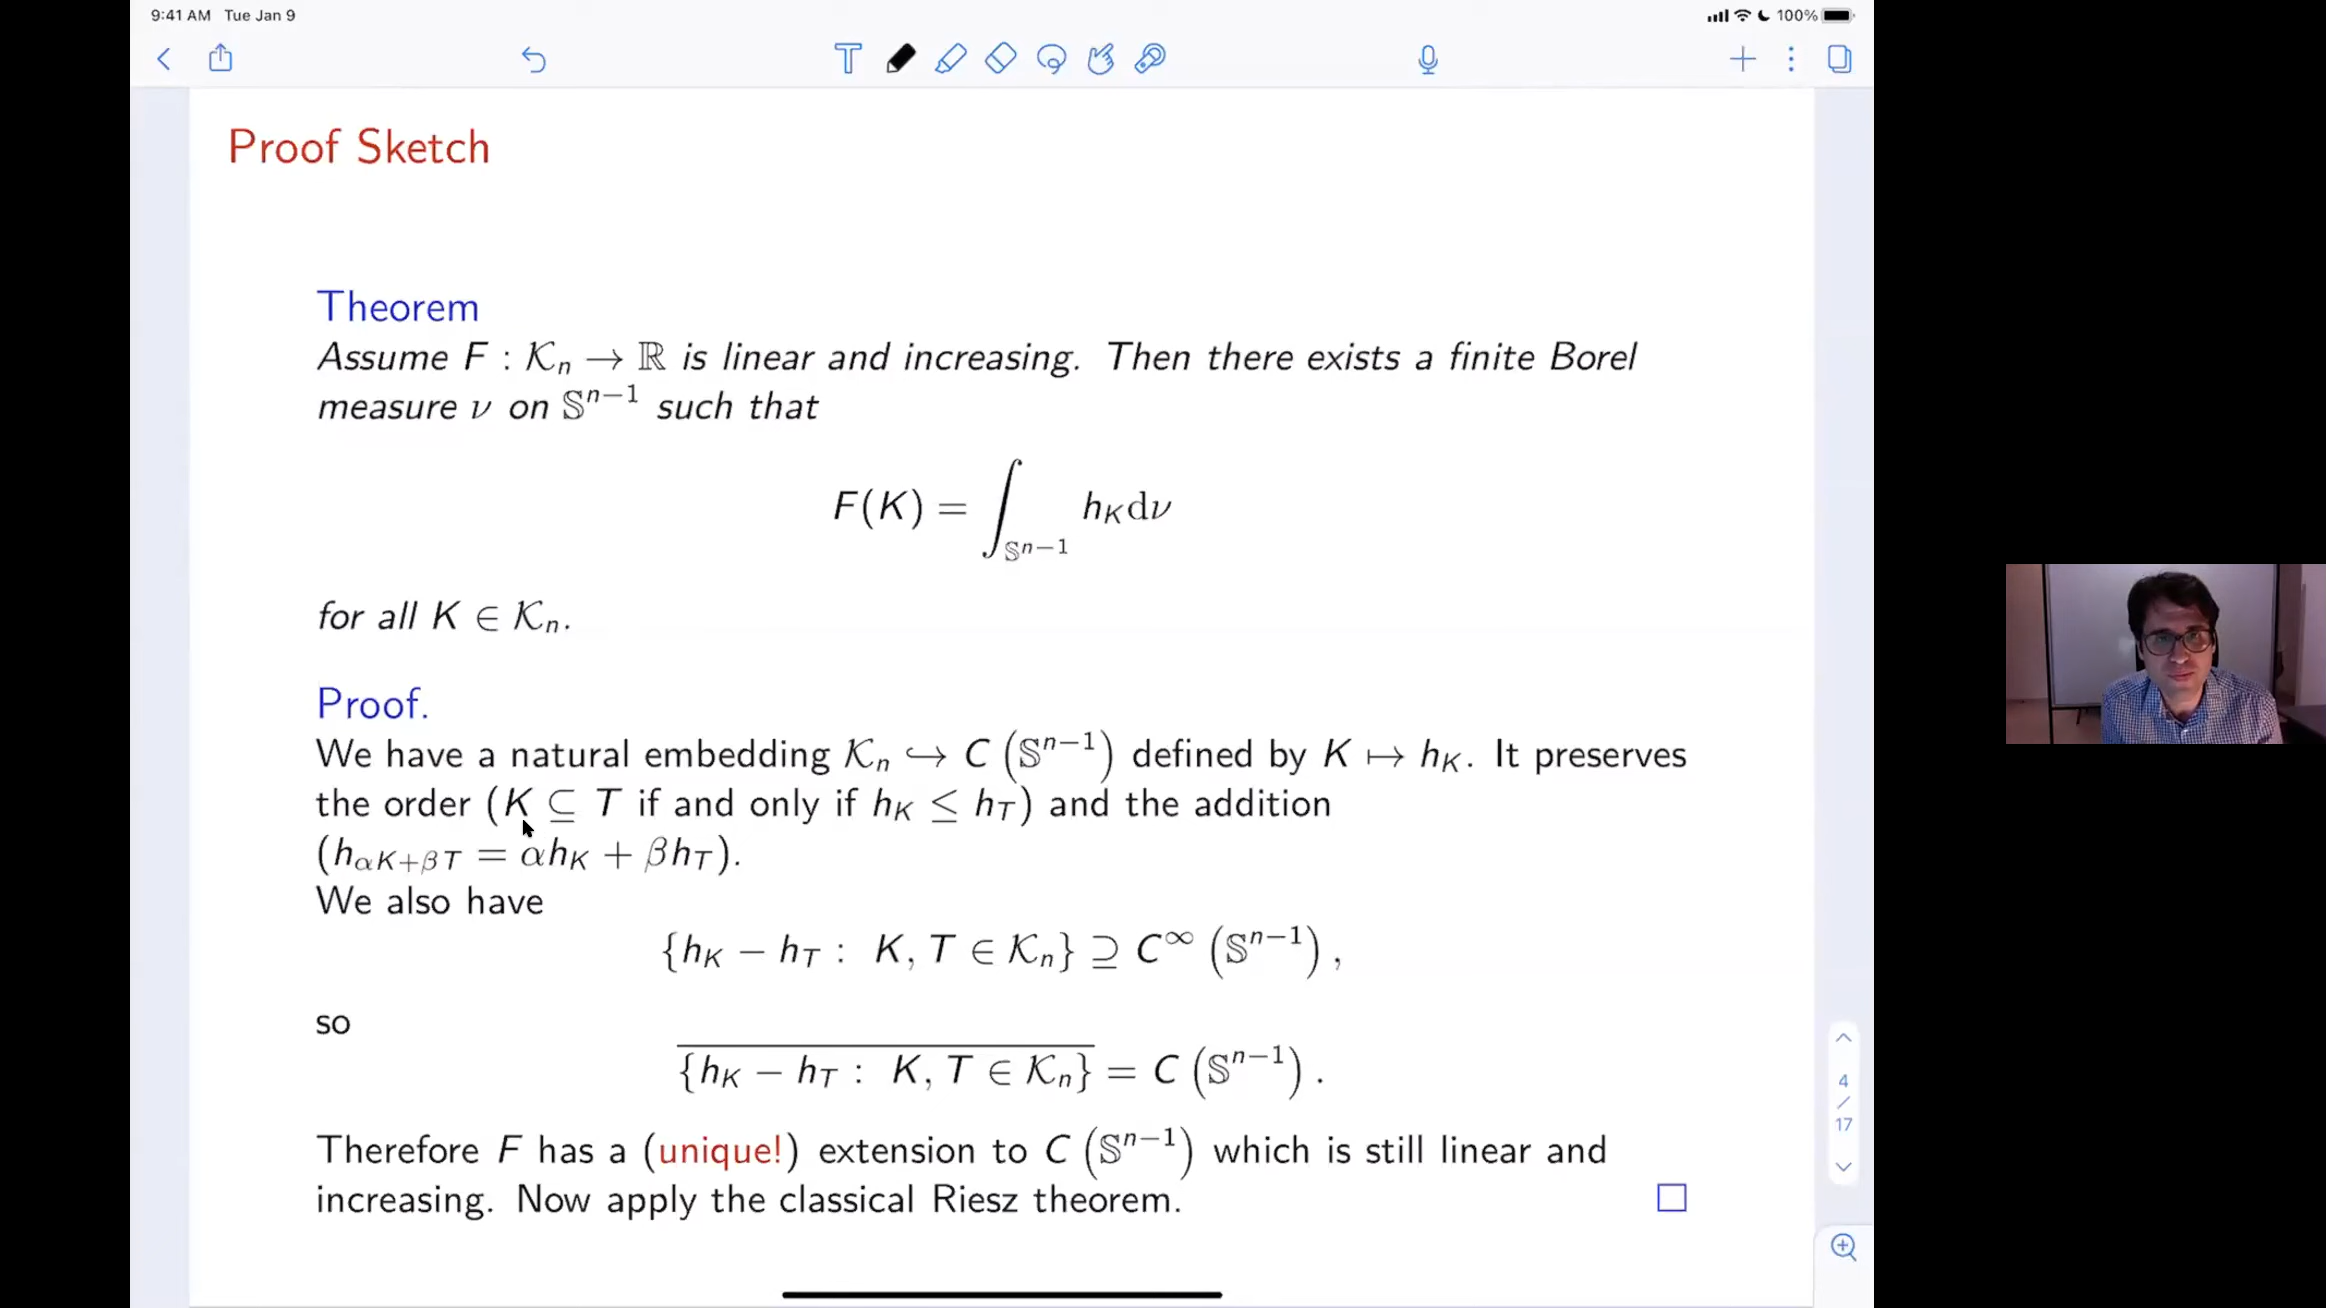 9:41 AM Tue Jan 9
100%
Proof Sketch
Theorem
Assume F : 𝒦ₙ → ℝ is linear and increasing. Then there exists a finite Borel
measure ν on 𝕊ⁿ⁻¹ such that
F(K) = ∫_{𝕊ⁿ⁻¹} h_K dν
for all K ∈ 𝒦ₙ.
Proof.
We have a natural embedding 𝒦ₙ ↪ C (𝕊ⁿ⁻¹) defined by K ↦ h_K. It preserves
the order (K ⊆ T if and only if h_K ≤ h_T) and the addition
(h_{αK+βT} = αh_K + βh_T).
We also have
{h_K − h_T : K, T ∈ 𝒦ₙ} ⊇ C^∞ (𝕊ⁿ⁻¹),
so
\overline{{h_K − h_T : K, T ∈ 𝒦ₙ}} = C (𝕊ⁿ⁻¹).
Therefore F has a (unique!) extension to C (𝕊ⁿ⁻¹) which is still linear and
increasing. Now apply the classical Riesz theorem. □
4
/
17